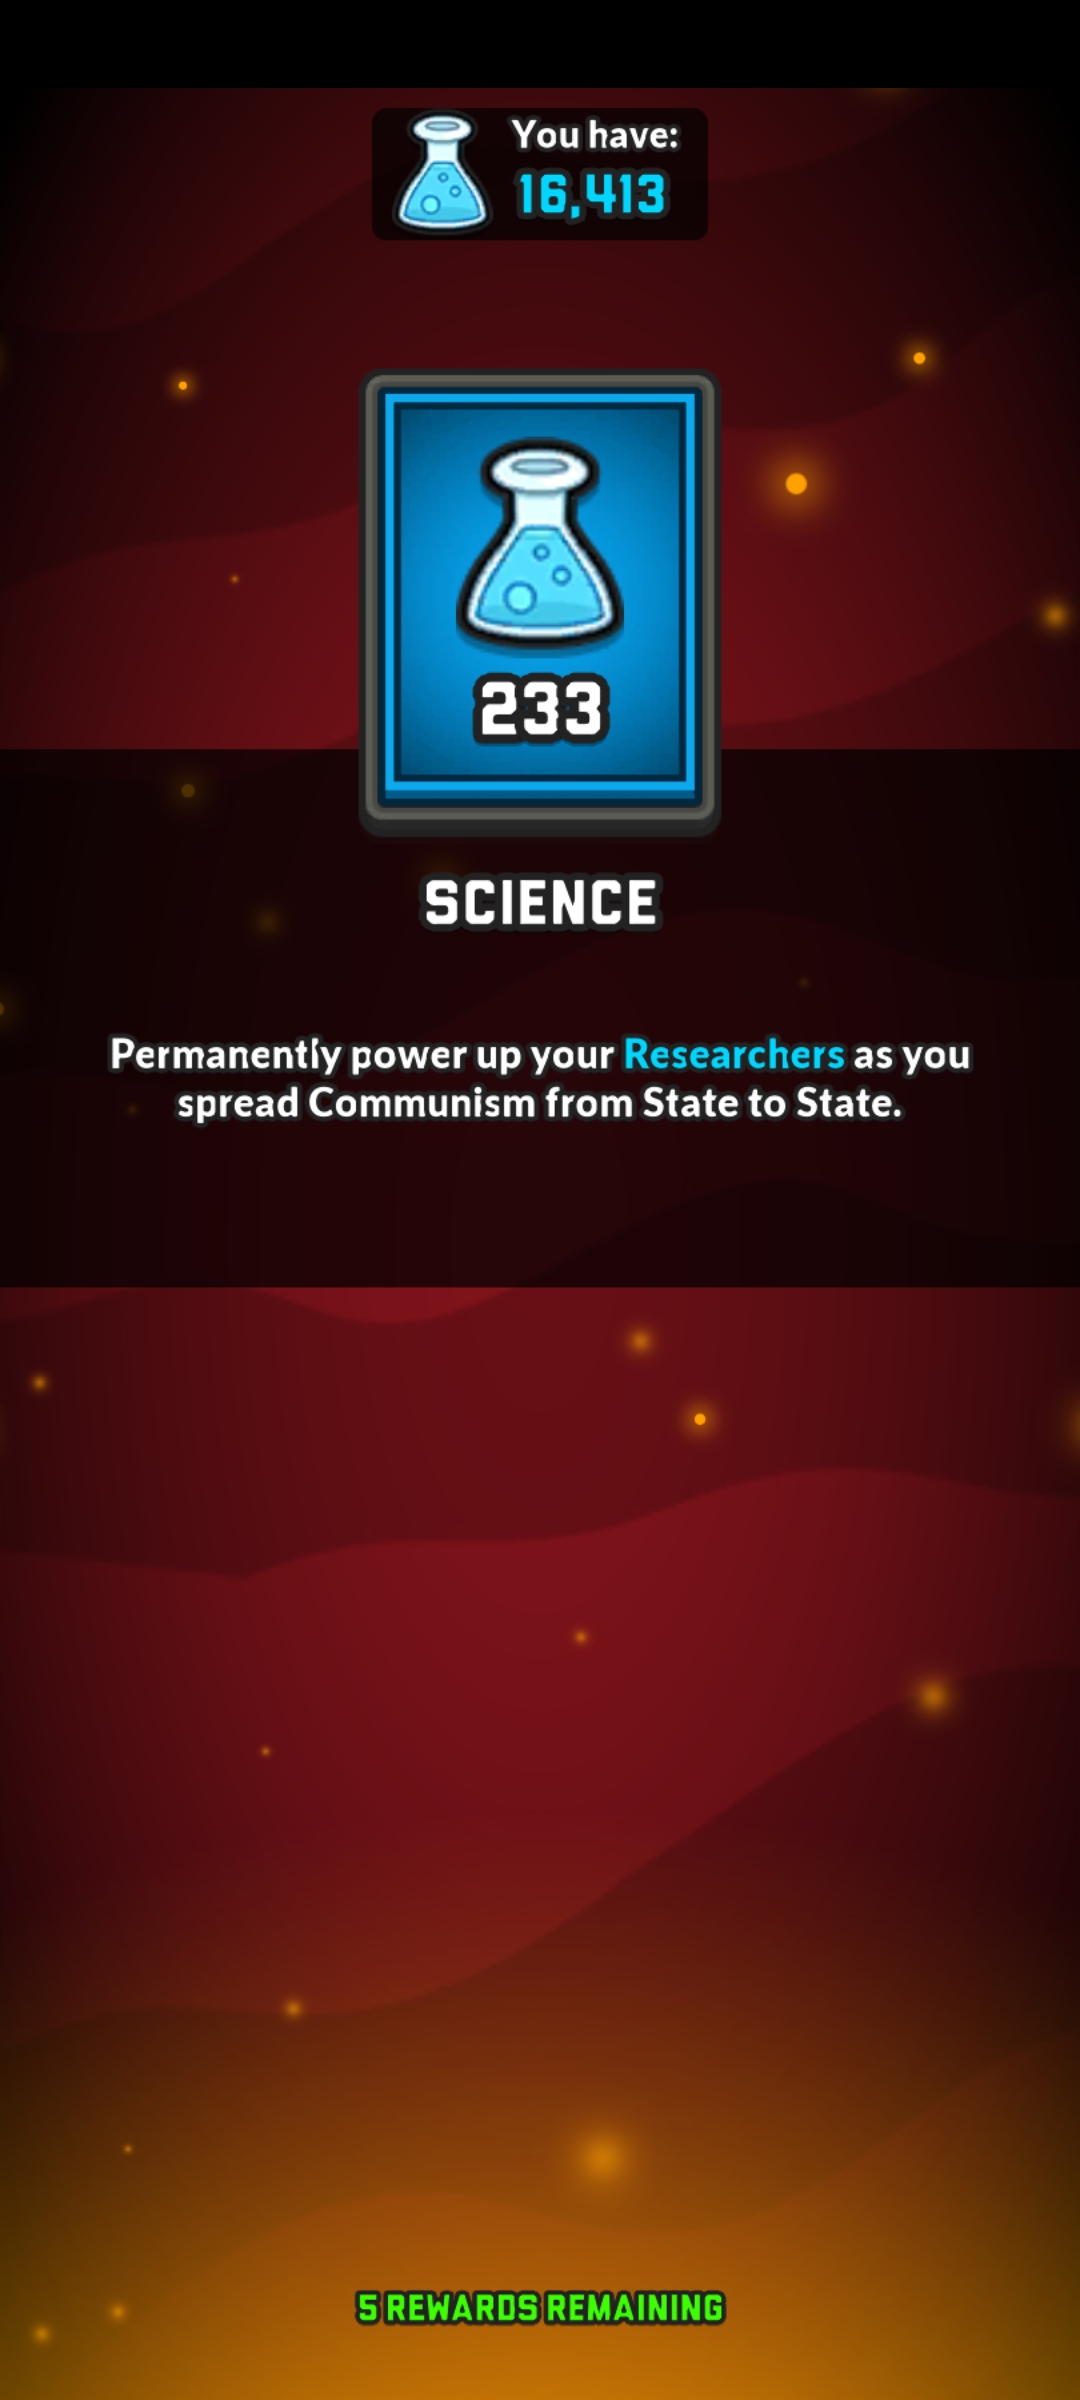 You have:
16,413
233
SCIENCE
Permanently power up your Researchers as you
spread Communism from State to State.
5 REWARDS REMAINING